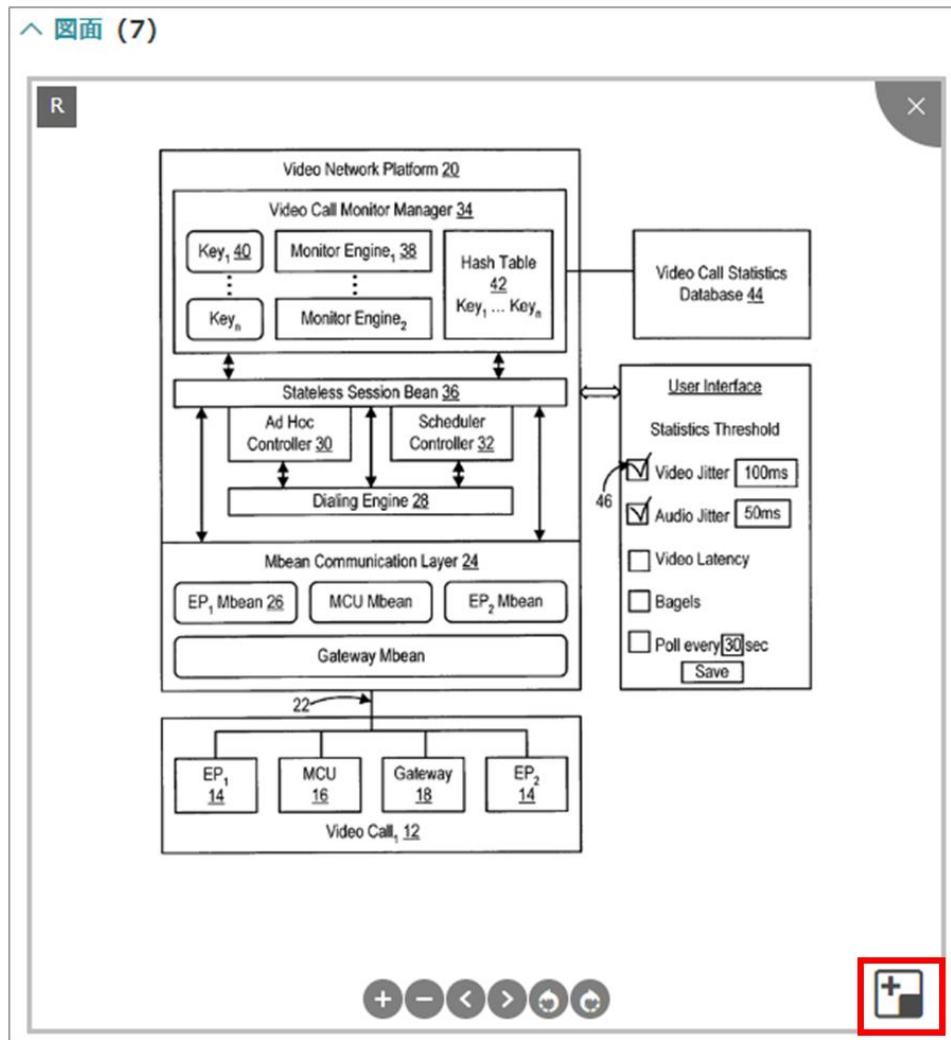 図面 (7)
R
Video Network Platform 20
Video Call Monitor Manager 34
Key₁ 40
Monitor Engine₁ 38
Hash Table
42
Key₁ ... Keyₙ
Keyₙ
Monitor Engine₂
Video Call Statistics
Database 44
Stateless Session Bean 36
Ad Hoc
Controller 30
Scheduler
Controller 32
Dialing Engine 28
User Interface
Statistics Threshold
Video Jitter 100ms
46
Audio Jitter 50ms
Video Latency
Bagels
Poll every 30 sec
Save
Mbean Communication Layer 24
EP₁ Mbean 26
MCU Mbean
EP₂ Mbean
Gateway Mbean
22
EP₁
14
MCU
16
Gateway
18
EP₂
14
Video Call₁ 12